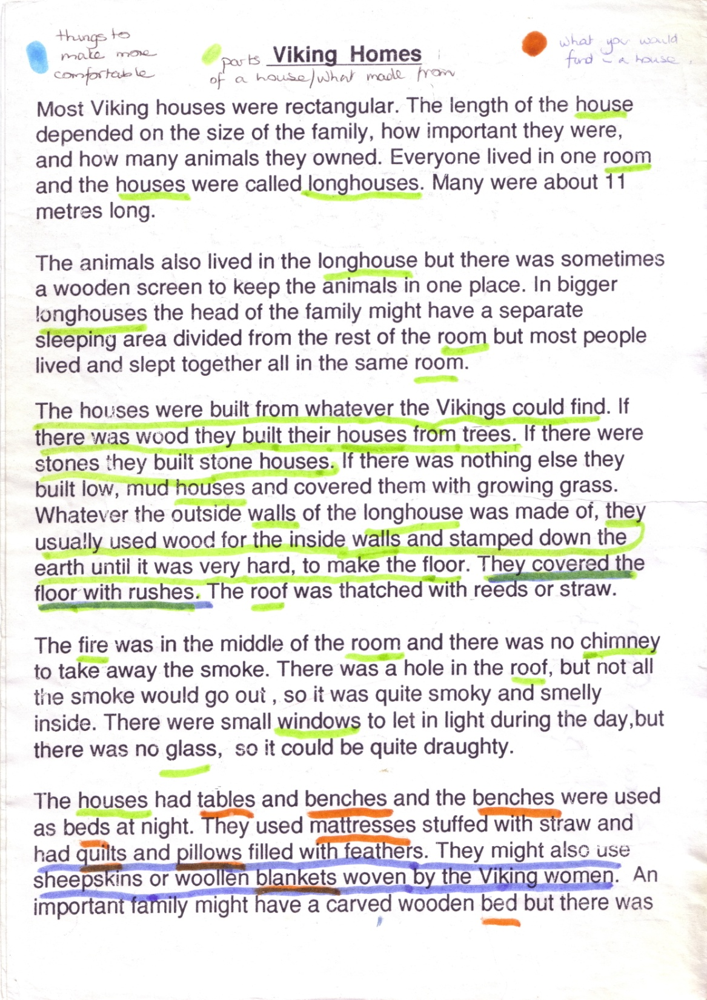 things to
make more
comfortable
parts
Viking Homes
of a house/what made from
what you would
find in a house.
Most Viking houses were rectangular. The length of the house
depended on the size of the family, how important they were,
and how many animals they owned. Everyone lived in one room
and the houses were called longhouses. Many were about 11
metres long.
The animals also lived in the longhouse but there was sometimes
a wooden screen to keep the animals in one place. In bigger
longhouses the head of the family might have a separate
sleeping area divided from the rest of the room but most people
lived and slept together all in the same room.
The houses were built from whatever the Vikings could find. If
there was wood they built their houses from trees. If there were
stones they built stone houses. If there was nothing else they
built low, mud houses and covered them with growing grass.
Whatever the outside walls of the longhouse was made of, they
usually used wood for the inside walls and stamped down the
earth until it was very hard, to make the floor. They covered the
floor with rushes. The roof was thatched with reeds or straw.
The fire was in the middle of the room and there was no chimney
to take away the smoke. There was a hole in the roof, but not all
the smoke would go out , so it was quite smoky and smelly
inside. There were small windows to let in light during the day,but
there was no glass, so it could be quite draughty.
The houses had tables and benches and the benches were used
as beds at night. They used mattresses stuffed with straw and
had quilts and pillows filled with feathers. They might also use
sheepskins or woollen blankets woven by the Viking women. An
important family might have a carved wooden bed but there was